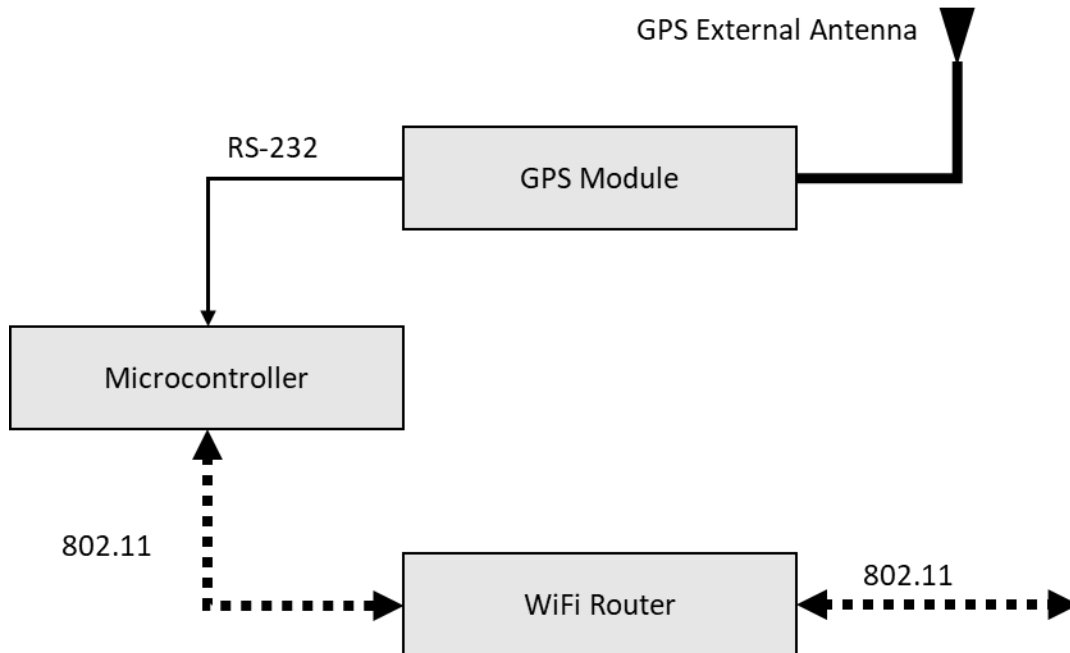 GPS External Antenna
RS-232
GPS Module
Microcontroller
802.11
WiFi Router
802.11